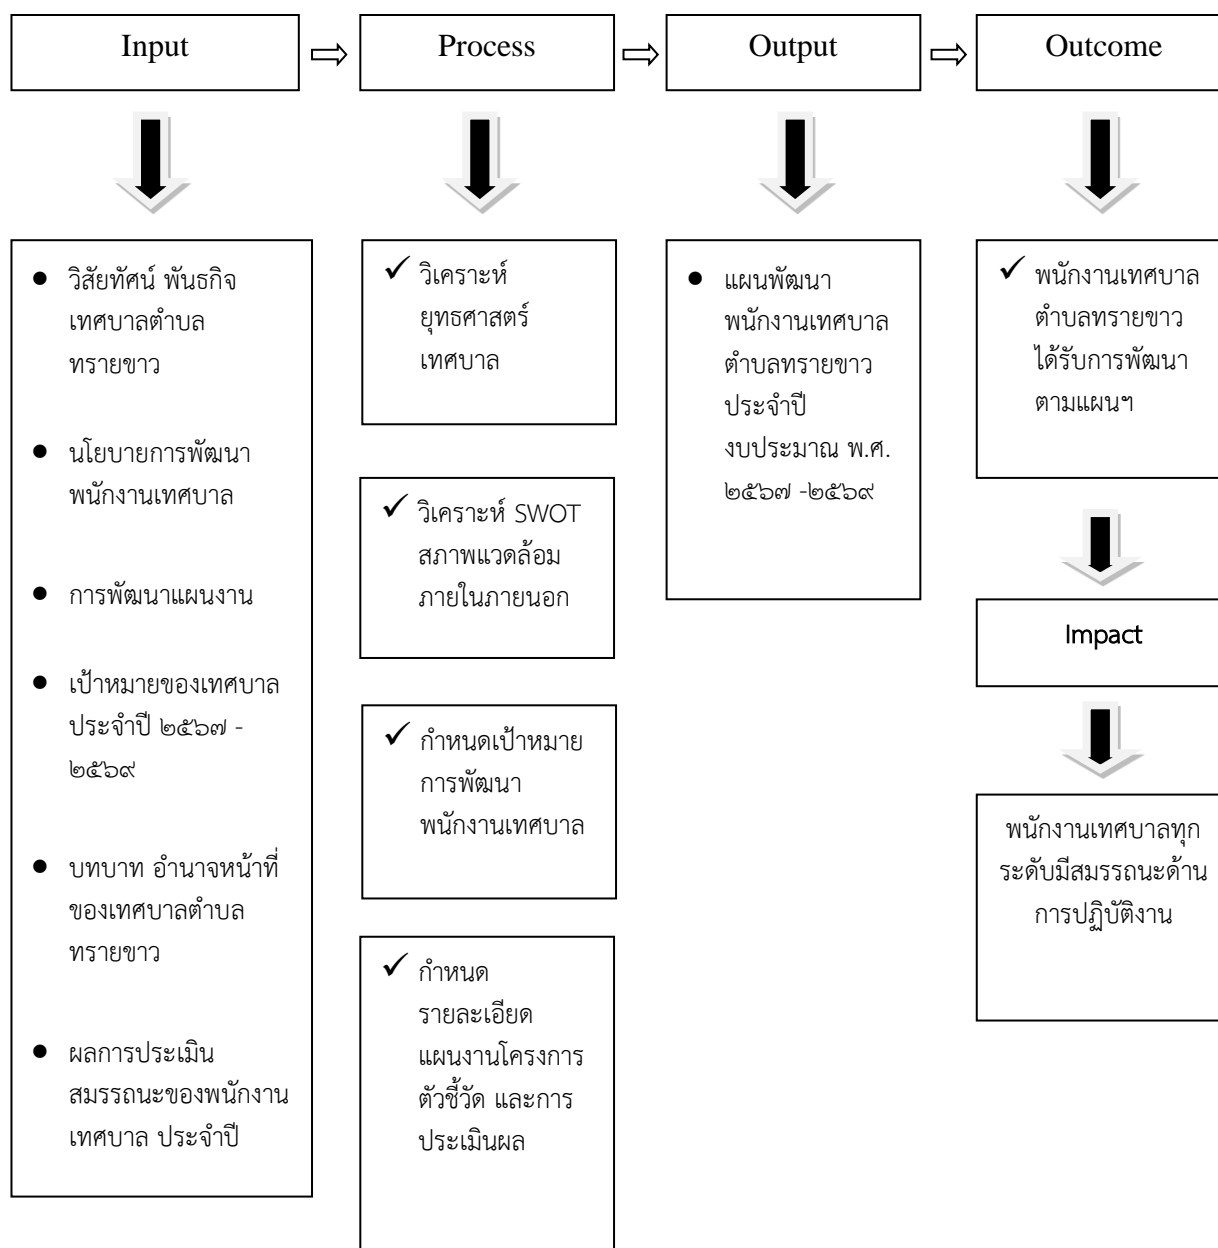 Input
Process
Output
Outcome
วิสัยทัศน์ พันธกิจ
เทศบาลตำบล
ทรายขาว
นโยบายการพัฒนา
พนักงานเทศบาล
การพัฒนาแผนงาน
เป้าหมายของเทศบาล
ประจำปี ๒๕๖๗ -
๒๕๖๙
บทบาท อำนาจหน้าที่
ของเทศบาลตำบล
ทรายขาว
ผลการประเมิน
สมรรถนะของพนักงาน
เทศบาล ประจำปี
วิเคราะห์
ยุทธศาสตร์
เทศบาล
วิเคราะห์ SWOT
สภาพแวดล้อม
ภายในภายนอก
กำหนดเป้าหมาย
การพัฒนา
พนักงานเทศบาล
กำหนด
รายละเอียด
แผนงานโครงการ
ตัวชี้วัด และการ
ประเมินผล
แผนพัฒนา
พนักงานเทศบาล
ตำบลทรายขาว
ประจำปี
งบประมาณ พ.ศ.
๒๕๖๗ -๒๕๖๙
พนักงานเทศบาล
ตำบลทรายขาว
ได้รับการพัฒนา
ตามแผนฯ
Impact
พนักงานเทศบาลทุก
ระดับมีสมรรถนะด้าน
การปฏิบัติงาน